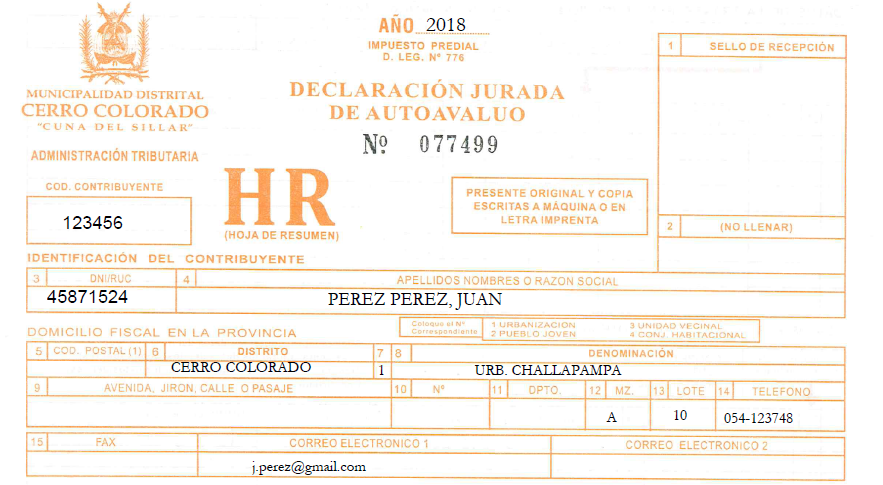 AÑO 2018
IMPUESTO PREDIAL
D. LEG. Nº 776
1 SELLO DE RECEPCIÓN
MUNICIPALIDAD DISTRITAL
CERRO COLORADO
"CUNA DEL SILLAR"
DECLARACIÓN JURADA
DE AUTOAVALUO
Nº 077499
ADMINISTRACIÓN TRIBUTARIA
COD. CONTRIBUYENTE
123456
HR
(HOJA DE RESUMEN)
PRESENTE ORIGINAL Y COPIA
ESCRITAS A MÁQUINA O EN
LETRA IMPRENTA
2 (NO LLENAR)
IDENTIFICACIÓN DEL CONTRIBUYENTE
3 DNI/RUC 4 APELLIDOS NOMBRES O RAZON SOCIAL
45871524 PEREZ PEREZ, JUAN
DOMICILIO FISCAL EN LA PROVINCIA
Coloque el Nº
Correspondiente
1 URBANIZACIÓN 3 UNIDAD VECINAL
2 PUEBLO JOVEN 4 CONJ. HABITACIONAL
5 COD. POSTAL (1) 6 DISTRITO 7 8 DENOMINACIÓN
CERRO COLORADO 1 URB. CHALLAPAMPA
9 AVENIDA, JIRON, CALLE O PASAJE 10 Nº 11 DPTO. 12 MZ. 13 LOTE 14 TELEFONO
A 10 054-123748
15 FAX CORREO ELECTRONICO 1 CORREO ELECTRONICO 2
j.perez@gmail.com